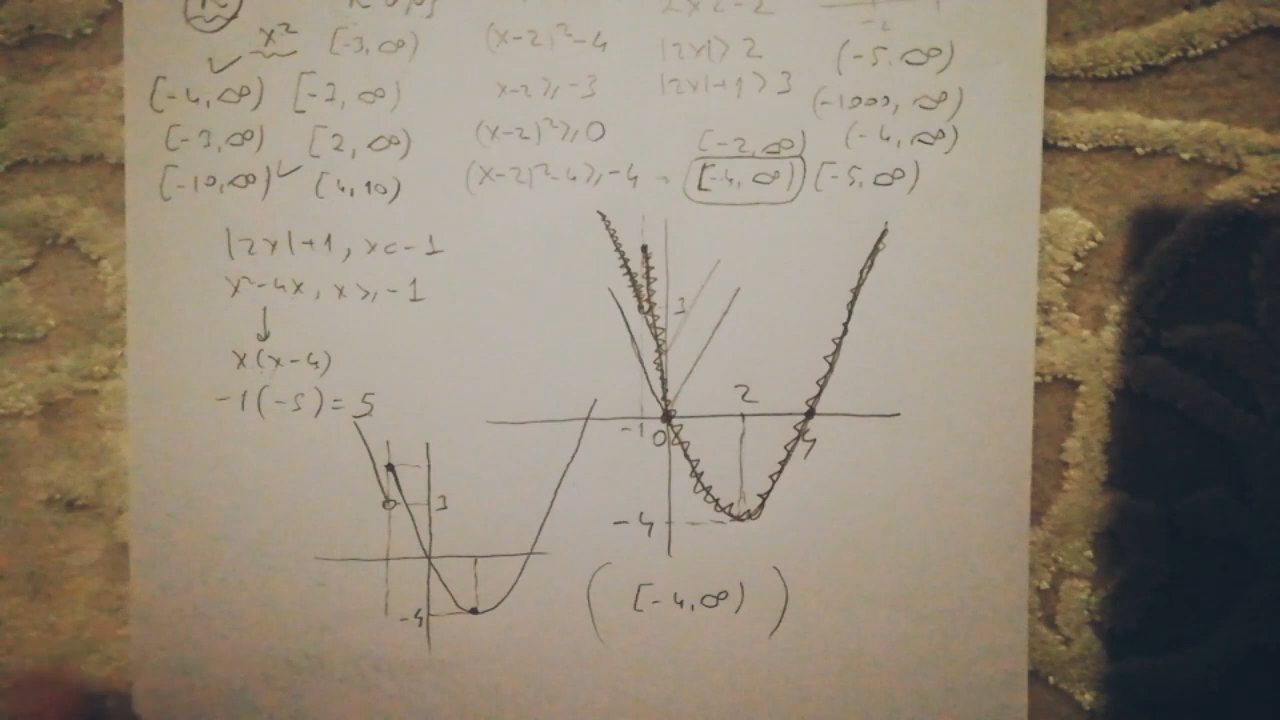 x² [-3, ∞) (x-2)²-4 |2x|>2 (-5, ∞)
[-4, ∞) [-3, ∞) x-2⩾-3 |2x|+1>3 (-1000, ∞)
[-3, ∞) [2, ∞) (x-2)²⩾0 [-2, ∞) (-4, ∞)
[-10, ∞) (4, 10) (x-2)²-4⩾-4 [-4, ∞) [-5, ∞)
|2x|+1, x<-1
x²-4x, x⩾-1
↓
x(x-4)
-1(-5)=5
3
2
-1 0 4
-4
3
-4
([-4, ∞))